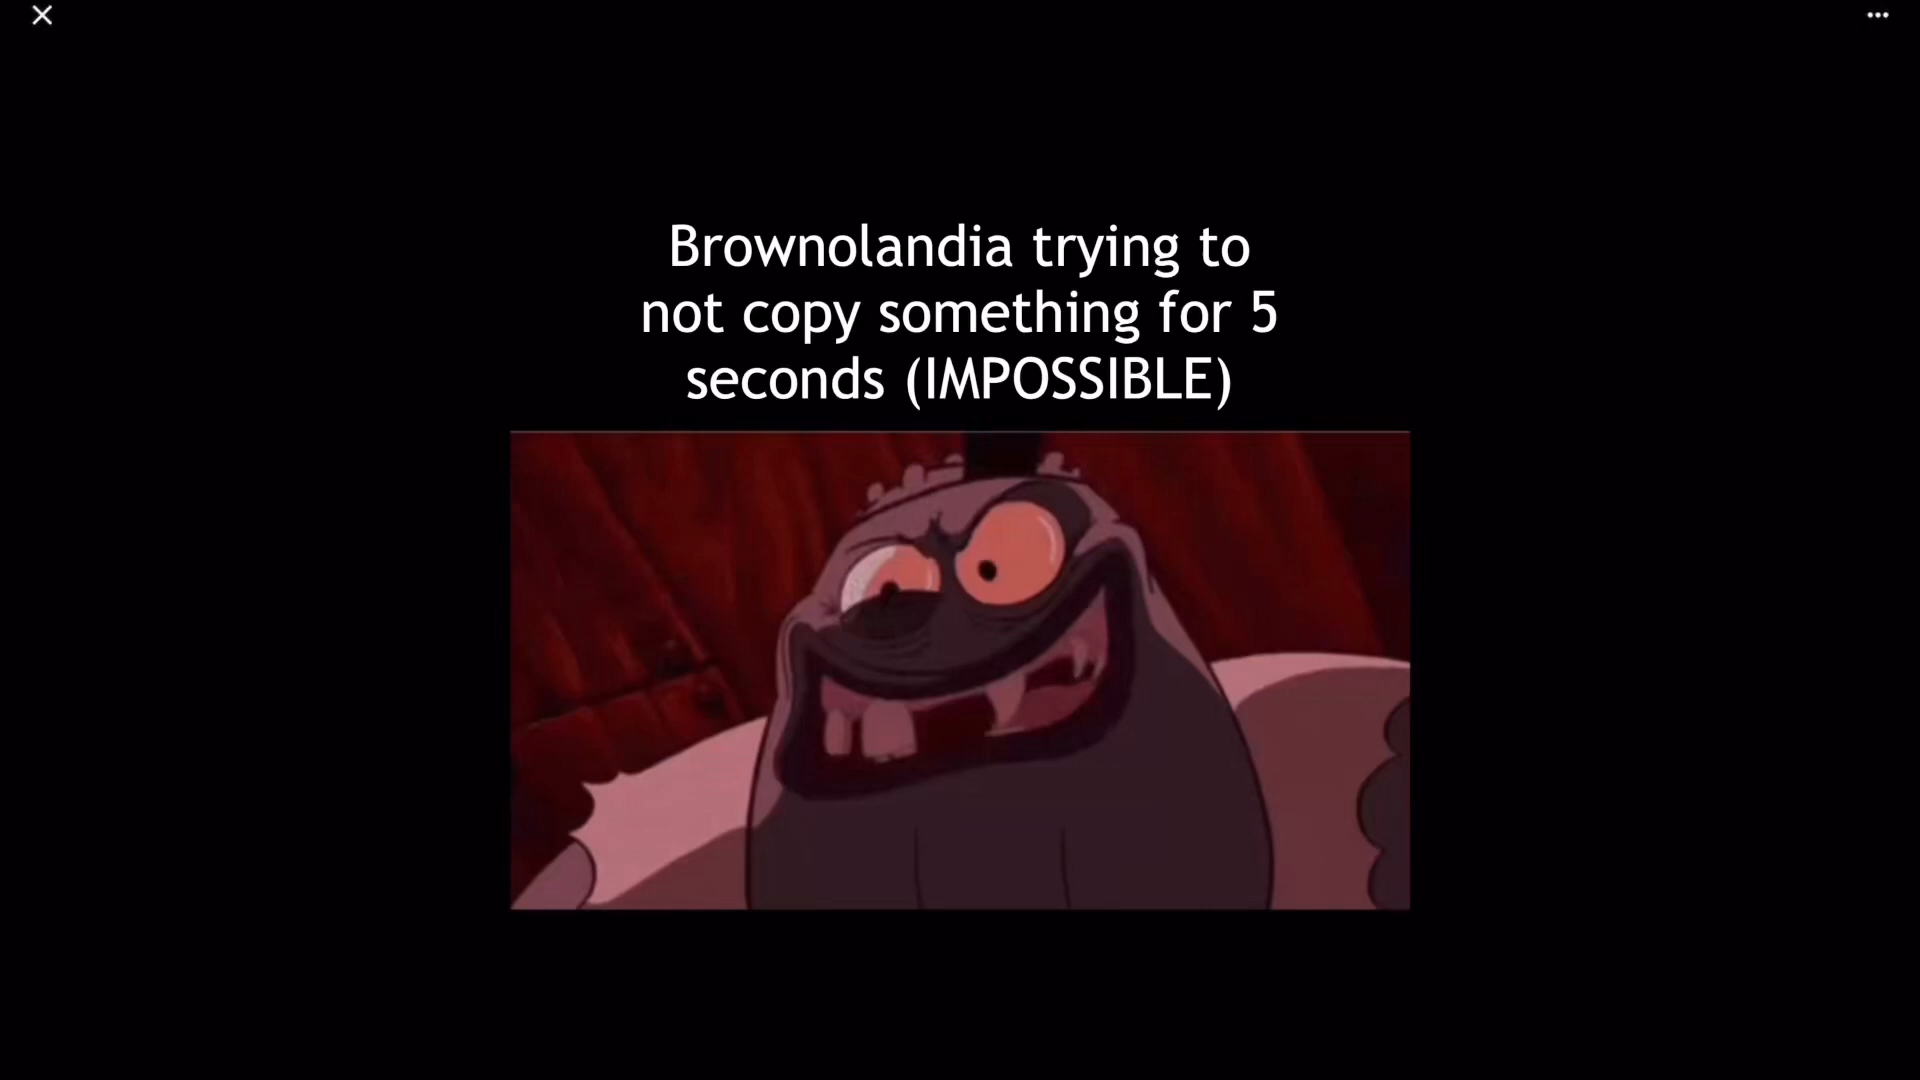 Brownolandia trying to
not copy something for 5
seconds (IMPOSSIBLE)